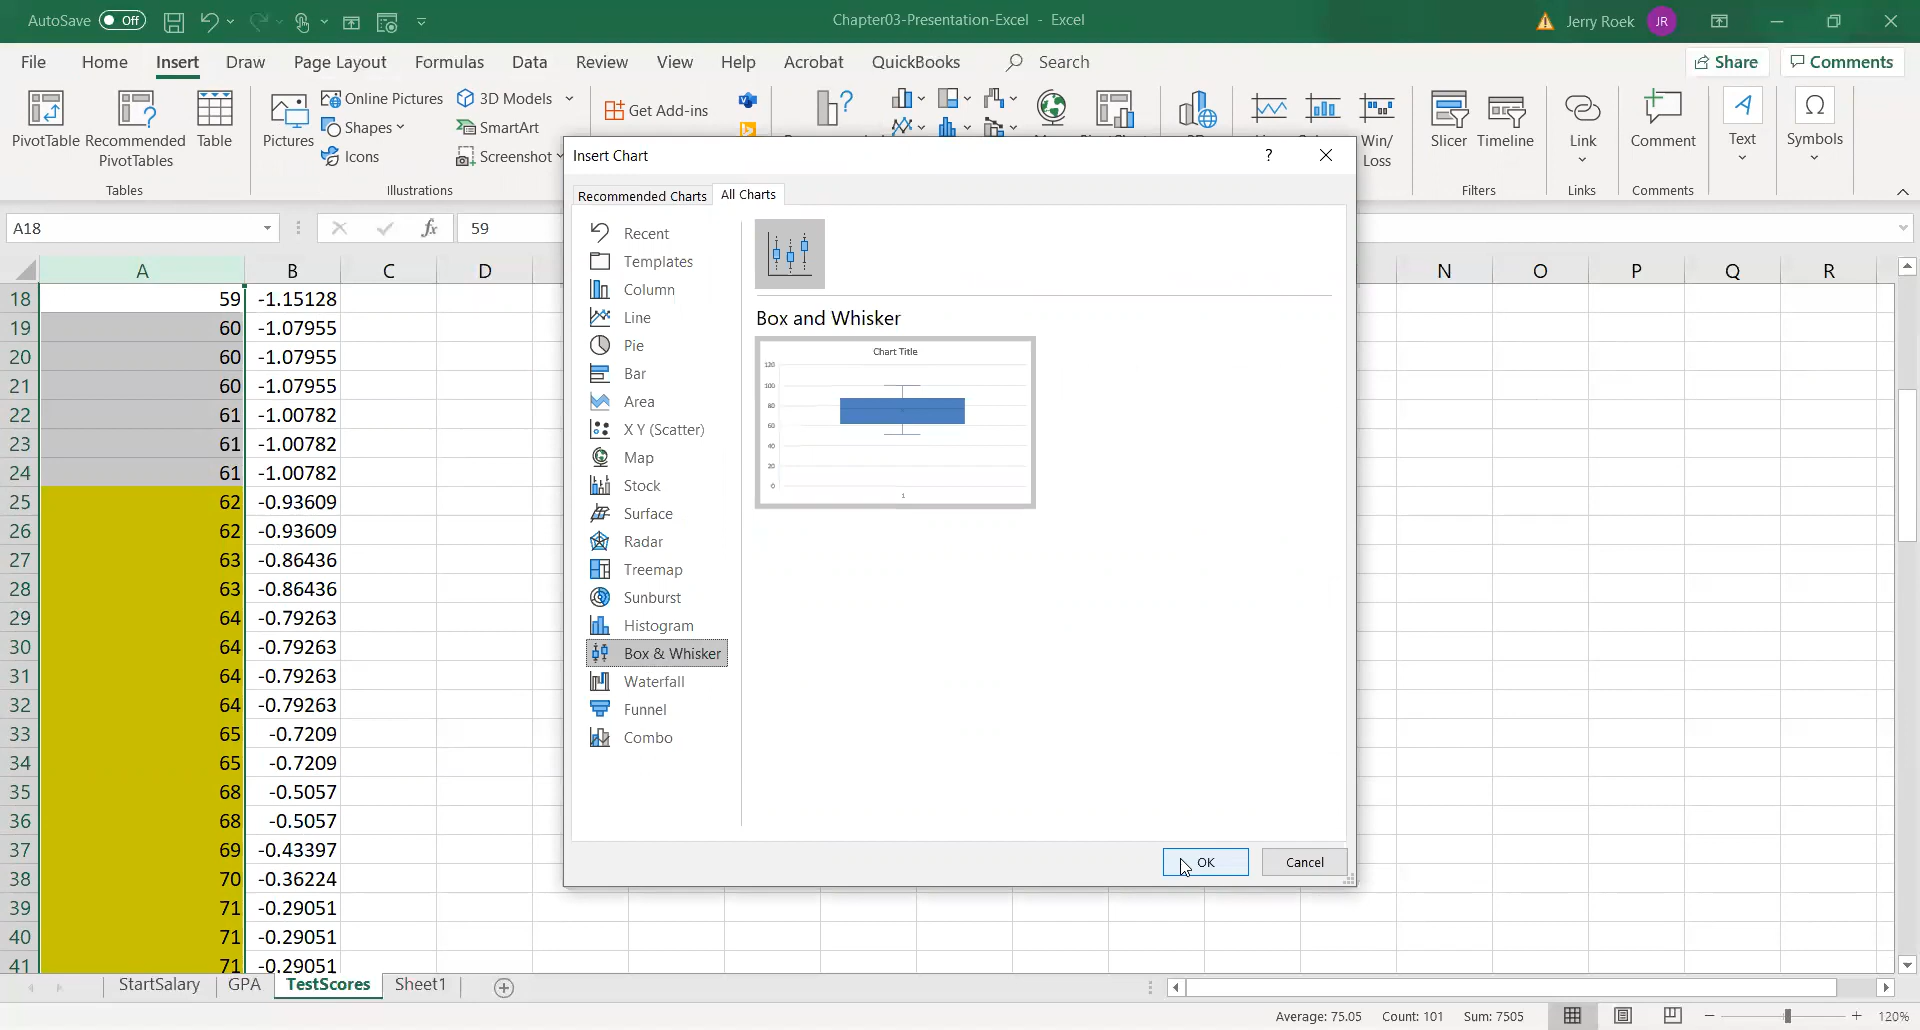 AutoSave Off
Chapter03-Presentation-Excel - Excel
Jerry Roek JR
File Home Insert Draw Page Layout Formulas Data Review View Help Acrobat QuickBooks Search Share Comments
PivotTable Recommended PivotTables Table
Tables
Pictures Online Pictures Shapes Icons 3D Models SmartArt Screenshot
Illustrations
Get Add-ins
Win/
Loss
Slicer Timeline
Filters
Link
Links
Comment
Comments
Text
Symbols
A18 fx 59
A B C D N O P Q R
18 59 -1.15128
19 60 -1.07955
20 60 -1.07955
21 60 -1.07955
22 61 -1.00782
23 61 -1.00782
24 61 -1.00782
25 62 -0.93609
26 62 -0.93609
27 63 -0.86436
28 63 -0.86436
29 64 -0.79263
30 64 -0.79263
31 64 -0.79263
32 64 -0.79263
33 65 -0.7209
34 65 -0.7209
35 68 -0.5057
36 68 -0.5057
37 69 -0.43397
38 70 -0.36224
39 71 -0.29051
40 71 -0.29051
41 71 -0.29051
Insert Chart ?
Recommended Charts All Charts
Recent
Templates
Column
Line
Pie
Bar
Area
X Y (Scatter)
Map
Stock
Surface
Radar
Treemap
Sunburst
Histogram
Box & Whisker
Waterfall
Funnel
Combo
Box and Whisker
Chart Title
120
100
80
60
40
20
0
1
OK Cancel
StartSalary GPA TestScores Sheet1
Average: 75.05 Count: 101 Sum: 7505 120%